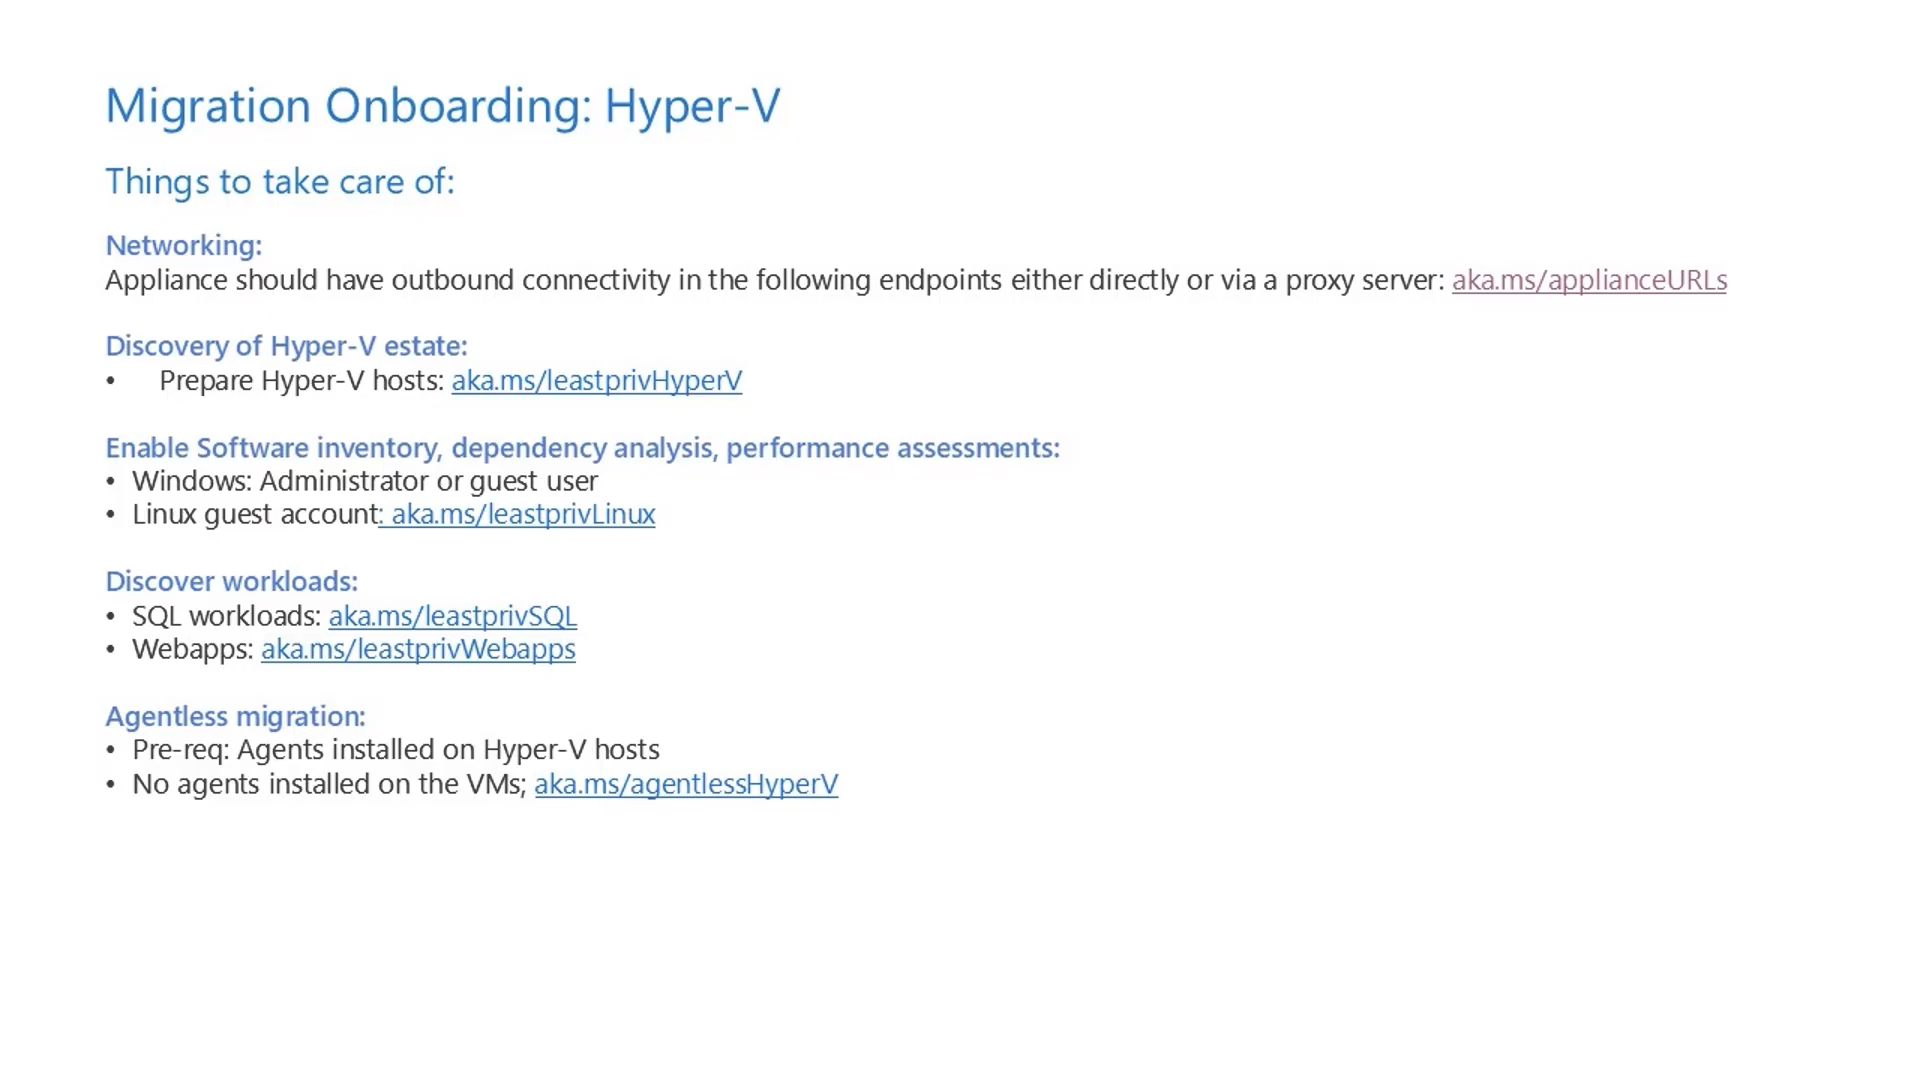 Migration Onboarding: Hyper-V
Things to take care of:
Networking:
Appliance should have outbound connectivity in the following endpoints either directly or via a proxy server: aka.ms/applianceURLs
Discovery of Hyper-V estate:
• Prepare Hyper-V hosts: aka.ms/leastprivHyperV
Enable Software inventory, dependency analysis, performance assessments:
• Windows: Administrator or guest user
• Linux guest account: aka.ms/leastprivLinux
Discover workloads:
• SQL workloads: aka.ms/leastprivSQL
• Webapps: aka.ms/leastprivWebapps
Agentless migration:
• Pre-req: Agents installed on Hyper-V hosts
• No agents installed on the VMs; aka.ms/agentlessHyperV